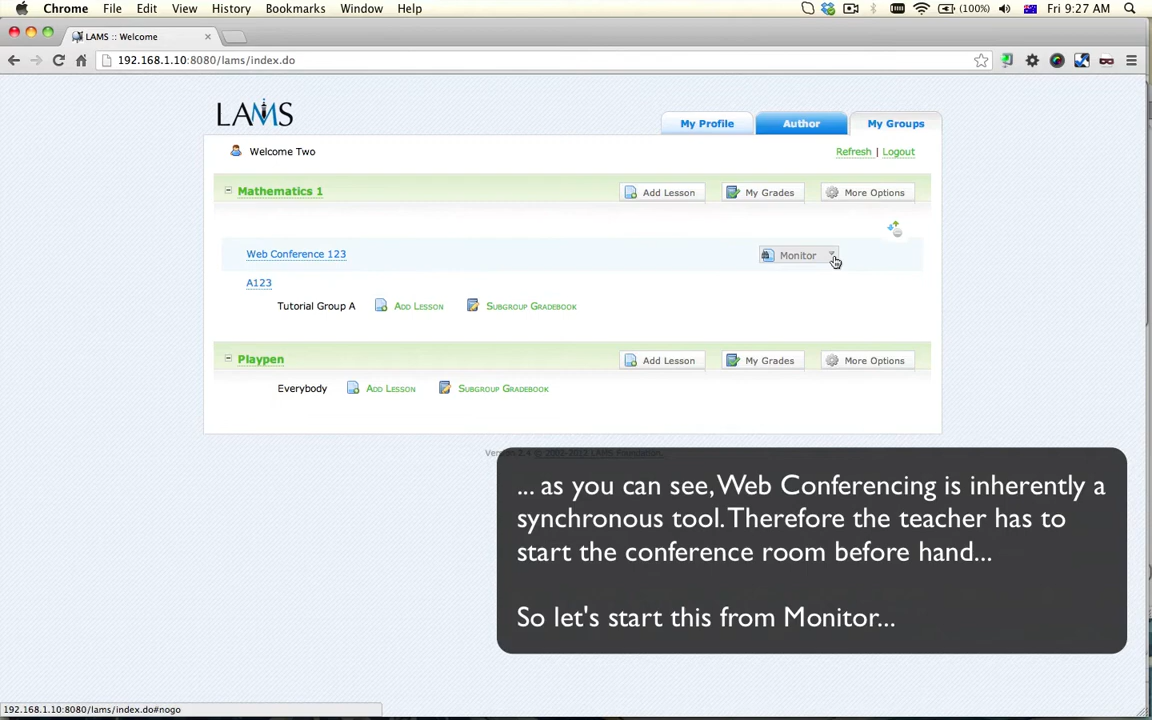 Chrome File Edit View History Bookmarks Window Help (100%) Fri 9:27 AM
LAMS :: Welcome
192.168.1.10:8080/lams/index.do
LAMS
My Profile Author My Groups
Welcome Two Refresh | Logout
Mathematics 1 Add Lesson My Grades More Options
Web Conference 123 Monitor
A123
Tutorial Group A ADD LESSON SUBGROUP GRADEBOOK
Playpen Add Lesson My Grades More Options
Everybody ADD LESSON SUBGROUP GRADEBOOK
... as you can see, Web Conferencing is inherently a
synchronous tool. Therefore the teacher has to
start the conference room before hand...
So let's start this from Monitor...
192.168.1.10:8080/lams/index.do#nogo